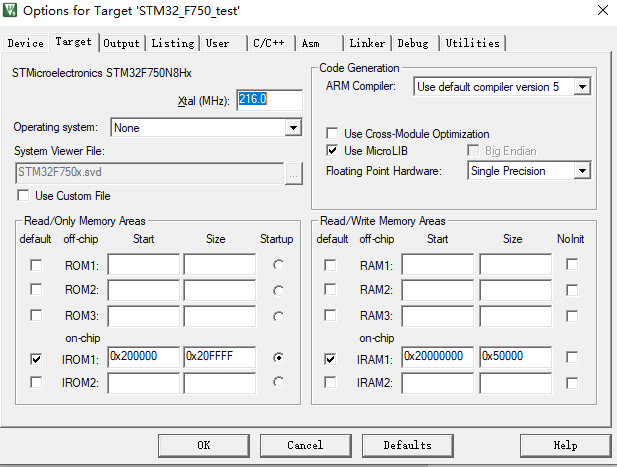 Options for Target 'STM32_F750_test'
Device Target Output Listing User C/C++ Asm Linker Debug Utilities
STMicroelectronics STM32F750N8Hx
Xtal (MHz): 216.0
Operating system: None
System Viewer File:
STM32F750x.svd ...
Use Custom File
Code Generation
ARM Compiler: Use default compiler version 5
Use Cross-Module Optimization
Use MicroLIB Big Endian
Floating Point Hardware: Single Precision
Read/Only Memory Areas
default off-chip Start Size Startup
ROM1:
ROM2:
ROM3:
on-chip
IROM1: 0x200000 0x20FFFF
IROM2:
Read/Write Memory Areas
default off-chip Start Size NoInit
RAM1:
RAM2:
RAM3:
on-chip
IRAM1: 0x20000000 0x50000
IRAM2:
OK Cancel Defaults Help